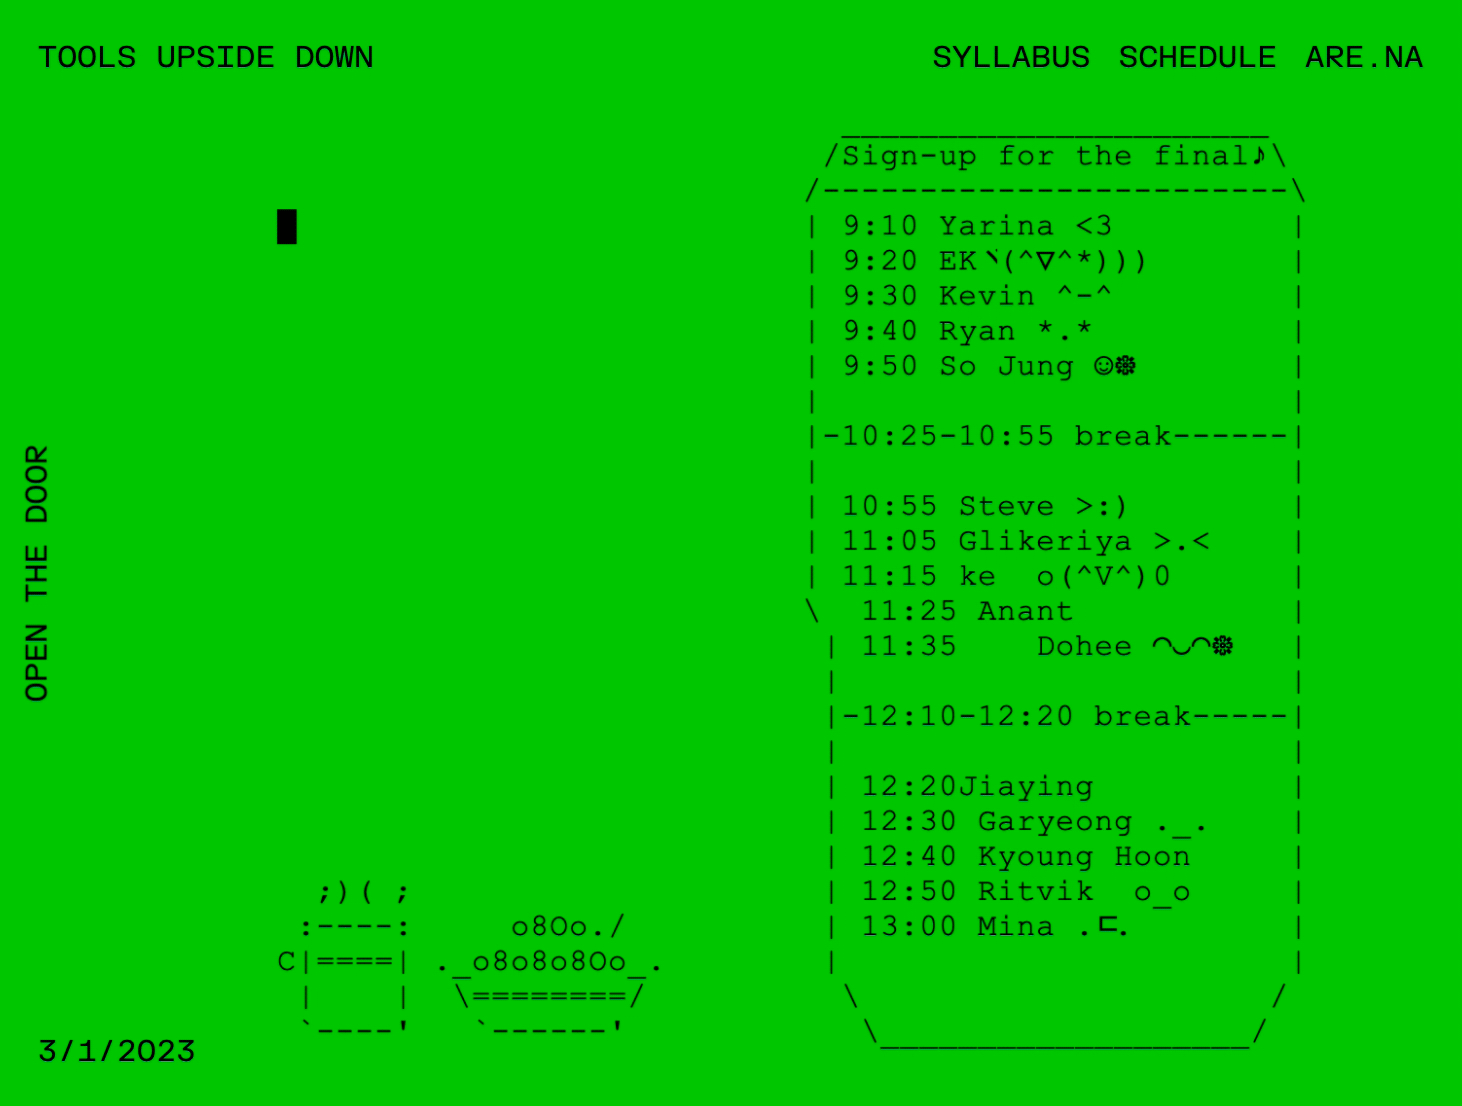 TOOLS UPSIDE DOWN
SYLLABUS SCHEDULE ARE.NA
/Sign-up for the final♪\
/------------------------\
| 9:10 Yarina <3 |
| 9:20 EKヽ(^∇^*))) |
| 9:30 Kevin ^-^ |
| 9:40 Ryan *.* |
| 9:50 So Jung ☺❁ |
|-10:25-10:55 break------|
| 10:55 Steve >:) |
| 11:05 Glikeriya >.< |
| 11:15 ke  o(^V^)0 |
\ 11:25 Anant |
| 11:35    Dohee ◠◡◠❁ |
|-12:10-12:20 break-----|
| 12:20Jiaying |
| 12:30 Garyeong ._. |
| 12:40 Kyoung Hoon |
| 12:50 Ritvik  o_o |
| 13:00 Mina .ㄷ. |
OPEN THE DOOR
;)( ;
:----:     o8Oo./
C|====| ._o8o8o8Oo_.
|    |  \========/
`----'   `------'
3/1/2023